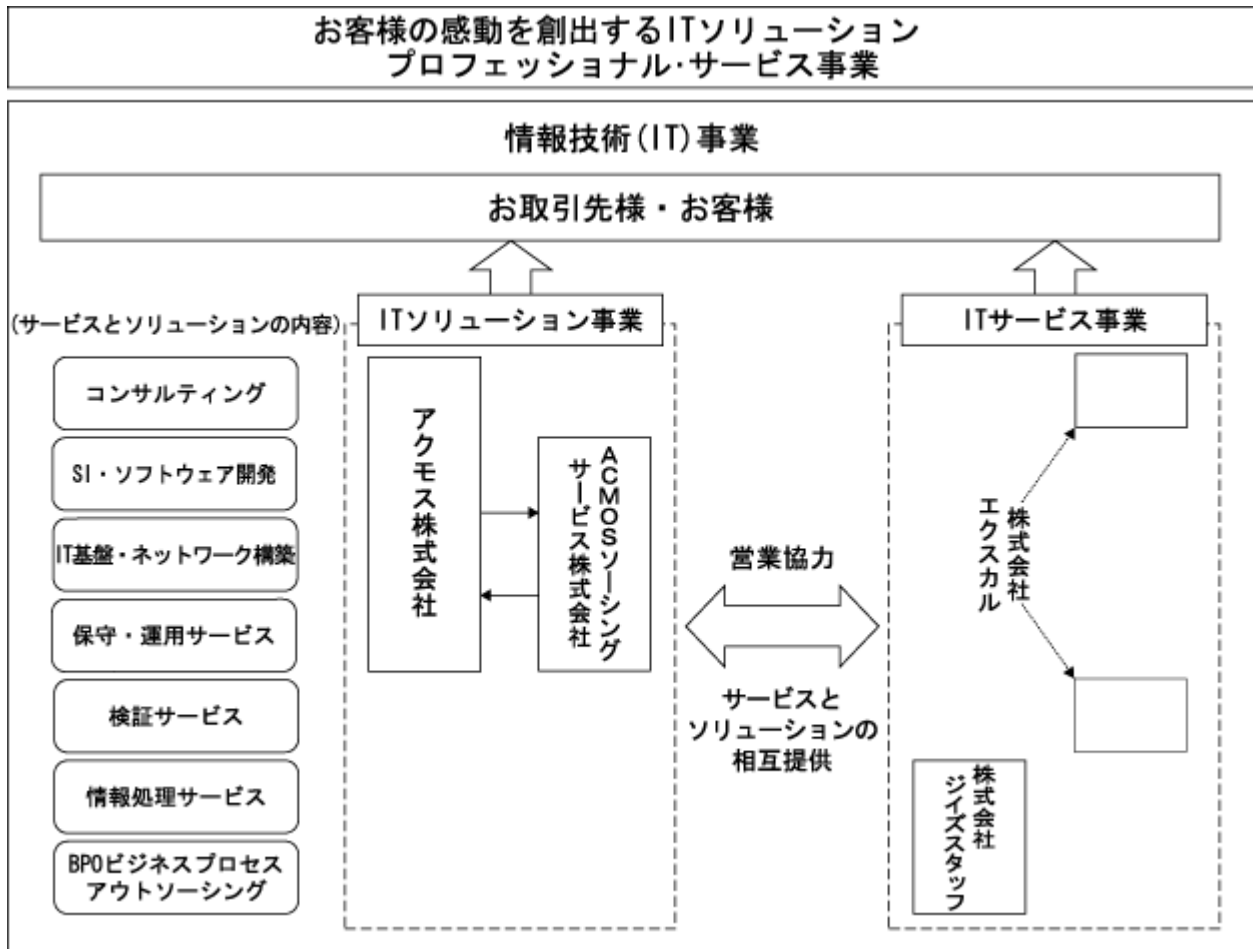 お客様の感動を創出するITソリューション
プロフェッショナル・サービス事業
情報技術(IT)事業
お取引先様・お客様
(サービスとソリューションの内容)
ITソリューション事業
ITサービス事業
コンサルティング
SI・ソフトウェア開発
IT基盤・ネットワーク構築
保守・運用サービス
検証サービス
情報処理サービス
BPOビジネスプロセス
アウトソーシング
アクモス株式会社
ACMOSソーシング
サービス株式会社
営業協力
サービスと
ソリューションの
相互提供
株式会社
エクスカル
株式会社
ジイズスタッフ